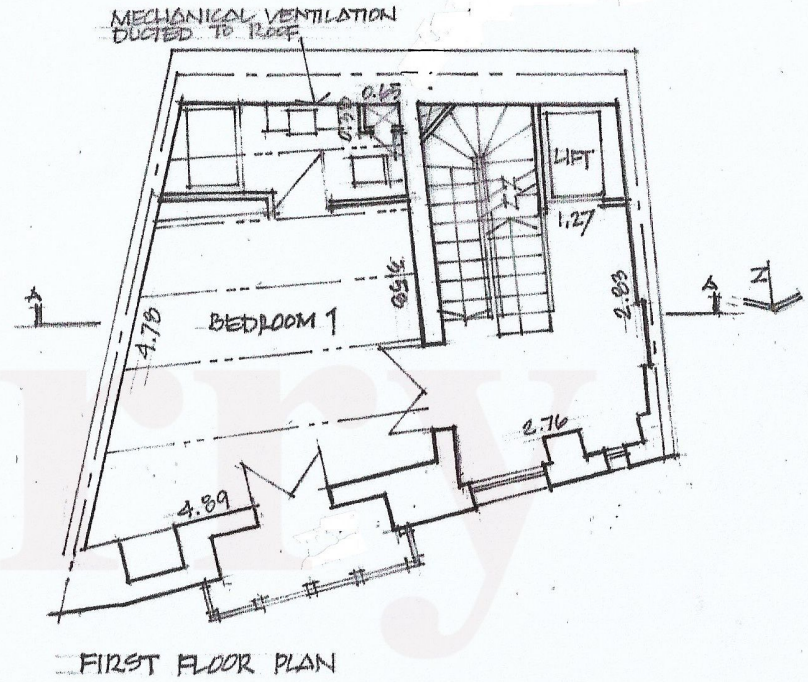 MECHANICAL VENTILATION
DUCTED TO ROOF
0.65
LIFT
1.27
A
A
Z
2.83
BEDROOM 1
4.78
2.76
4.89
FIRST FLOOR PLAN
rry